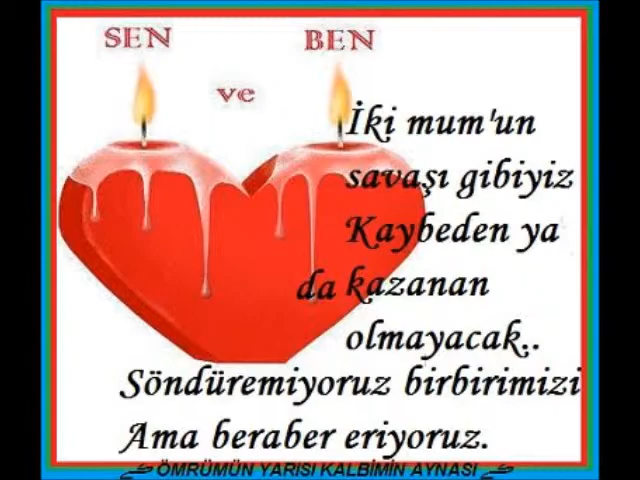 SEN BEN
ve
İki mum'un
savaşı gibiyiz
Kaybeden ya
da kazanan
olmayacak..
Söndüremiyoruz birbirimizi
Ama beraber eriyoruz.
ÖMRÜMÜN YARISI KALBİMİN AYNASI